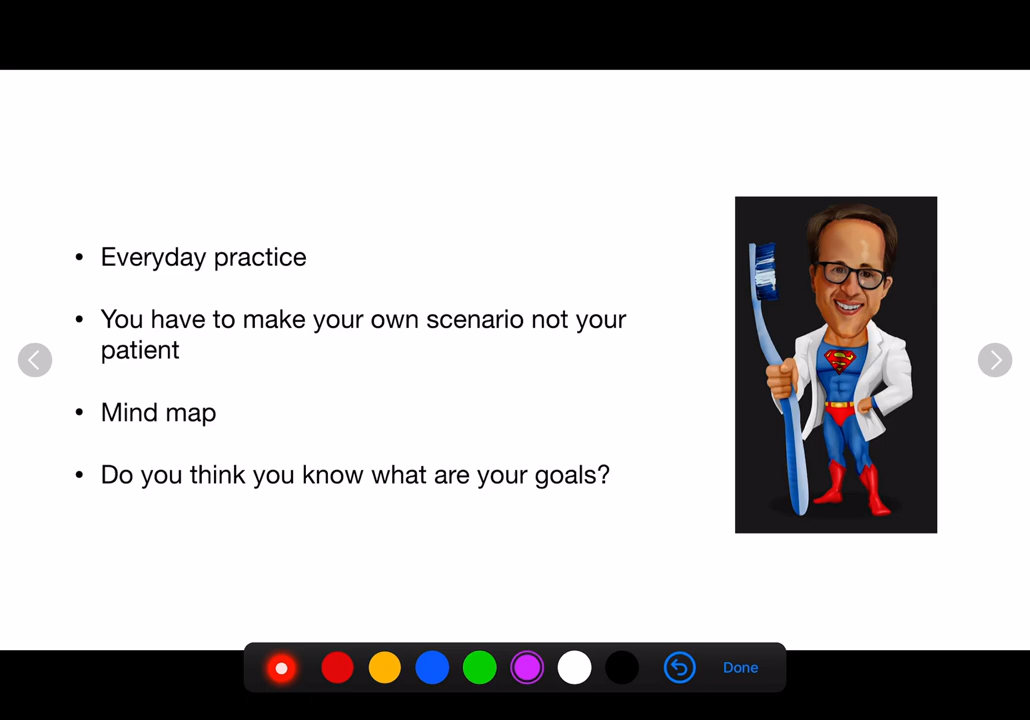 • Everyday practice
• You have to make your own scenario not your
patient
• Mind map
• Do you think you know what are your goals?
S
Done